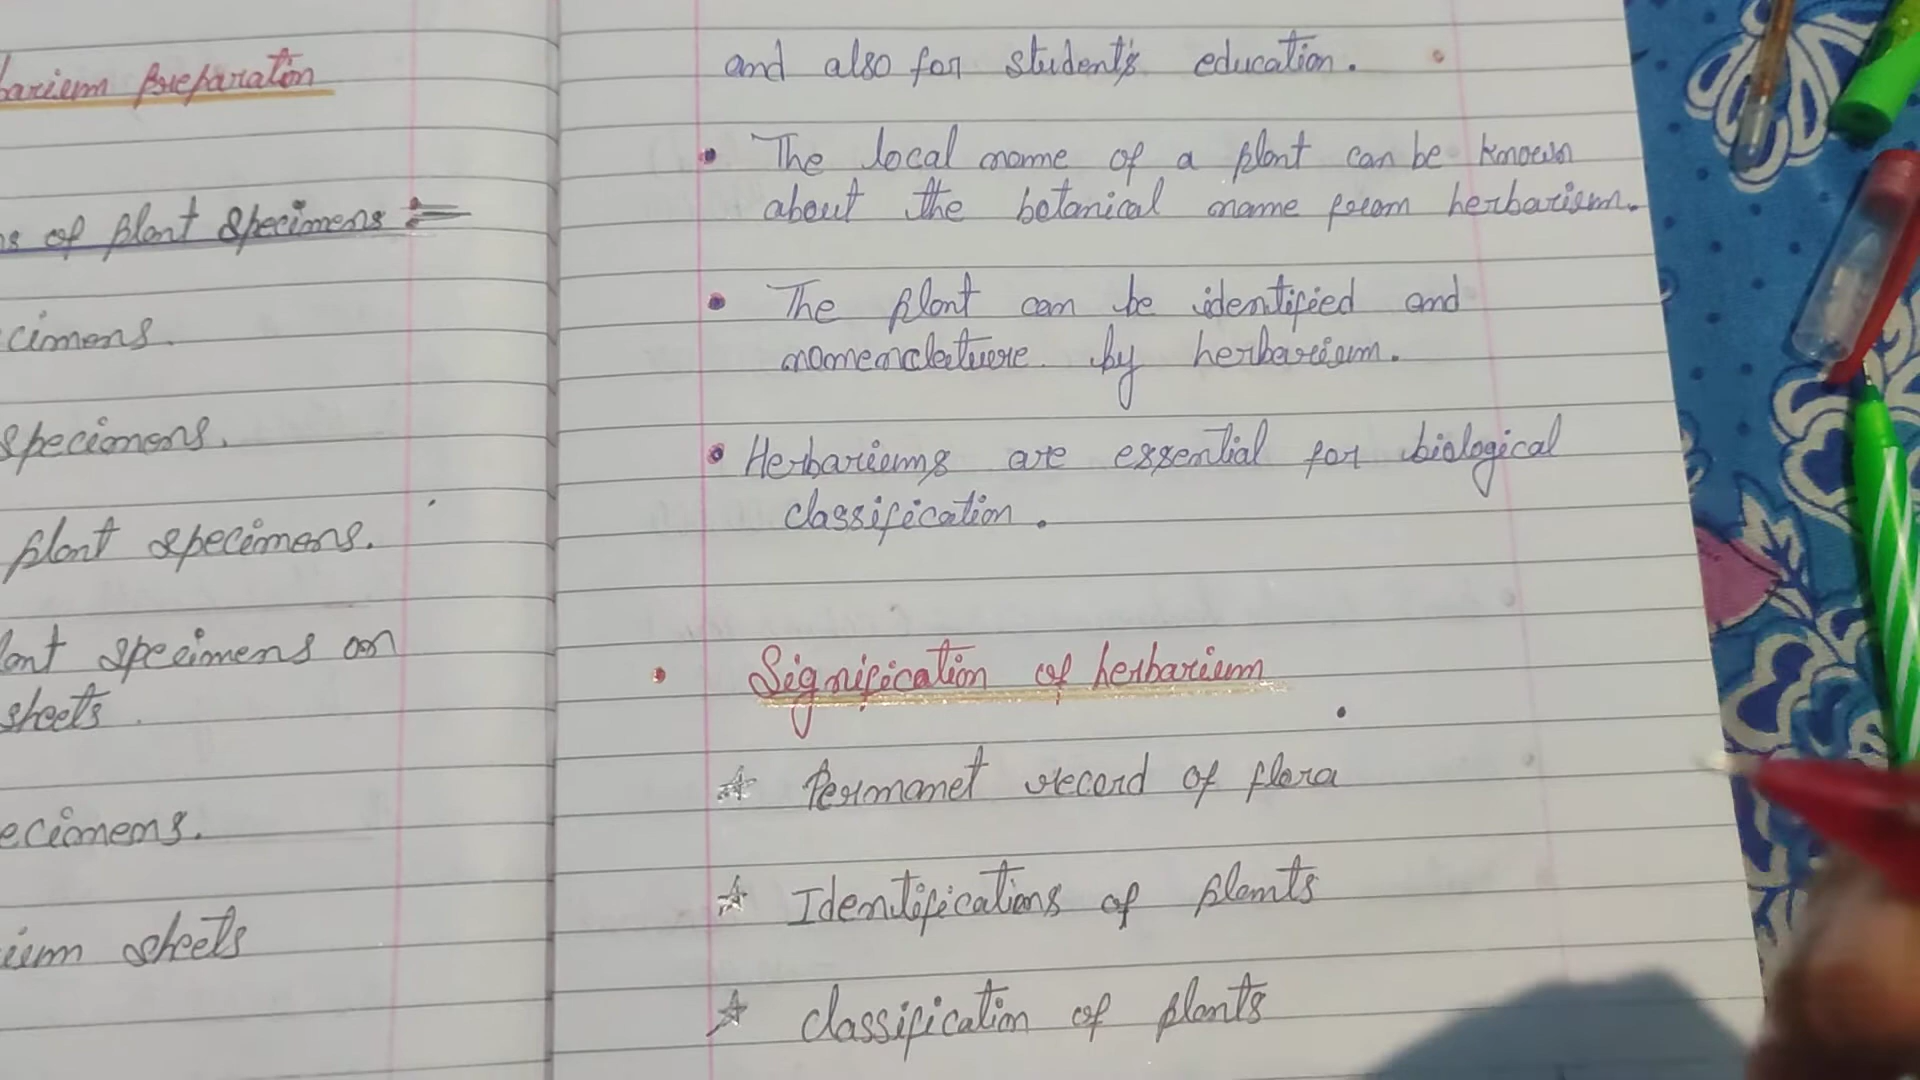 barium Preparation
s of plant specimens =
cimens.
specimens.
plant specimens.
lant specimens on
sheets.
ecimens.
ium sheets
and also for student's education.
• The local name of a plant can be known
about the botanical name from herbarium.
• The plant can be identified and
nomenclature by herbarium.
• Herbariums are essential for biological
classification.
• Signification of herbarium
☆ Permanet record of flora
☆ Identifications of plants
☆ classification of plants